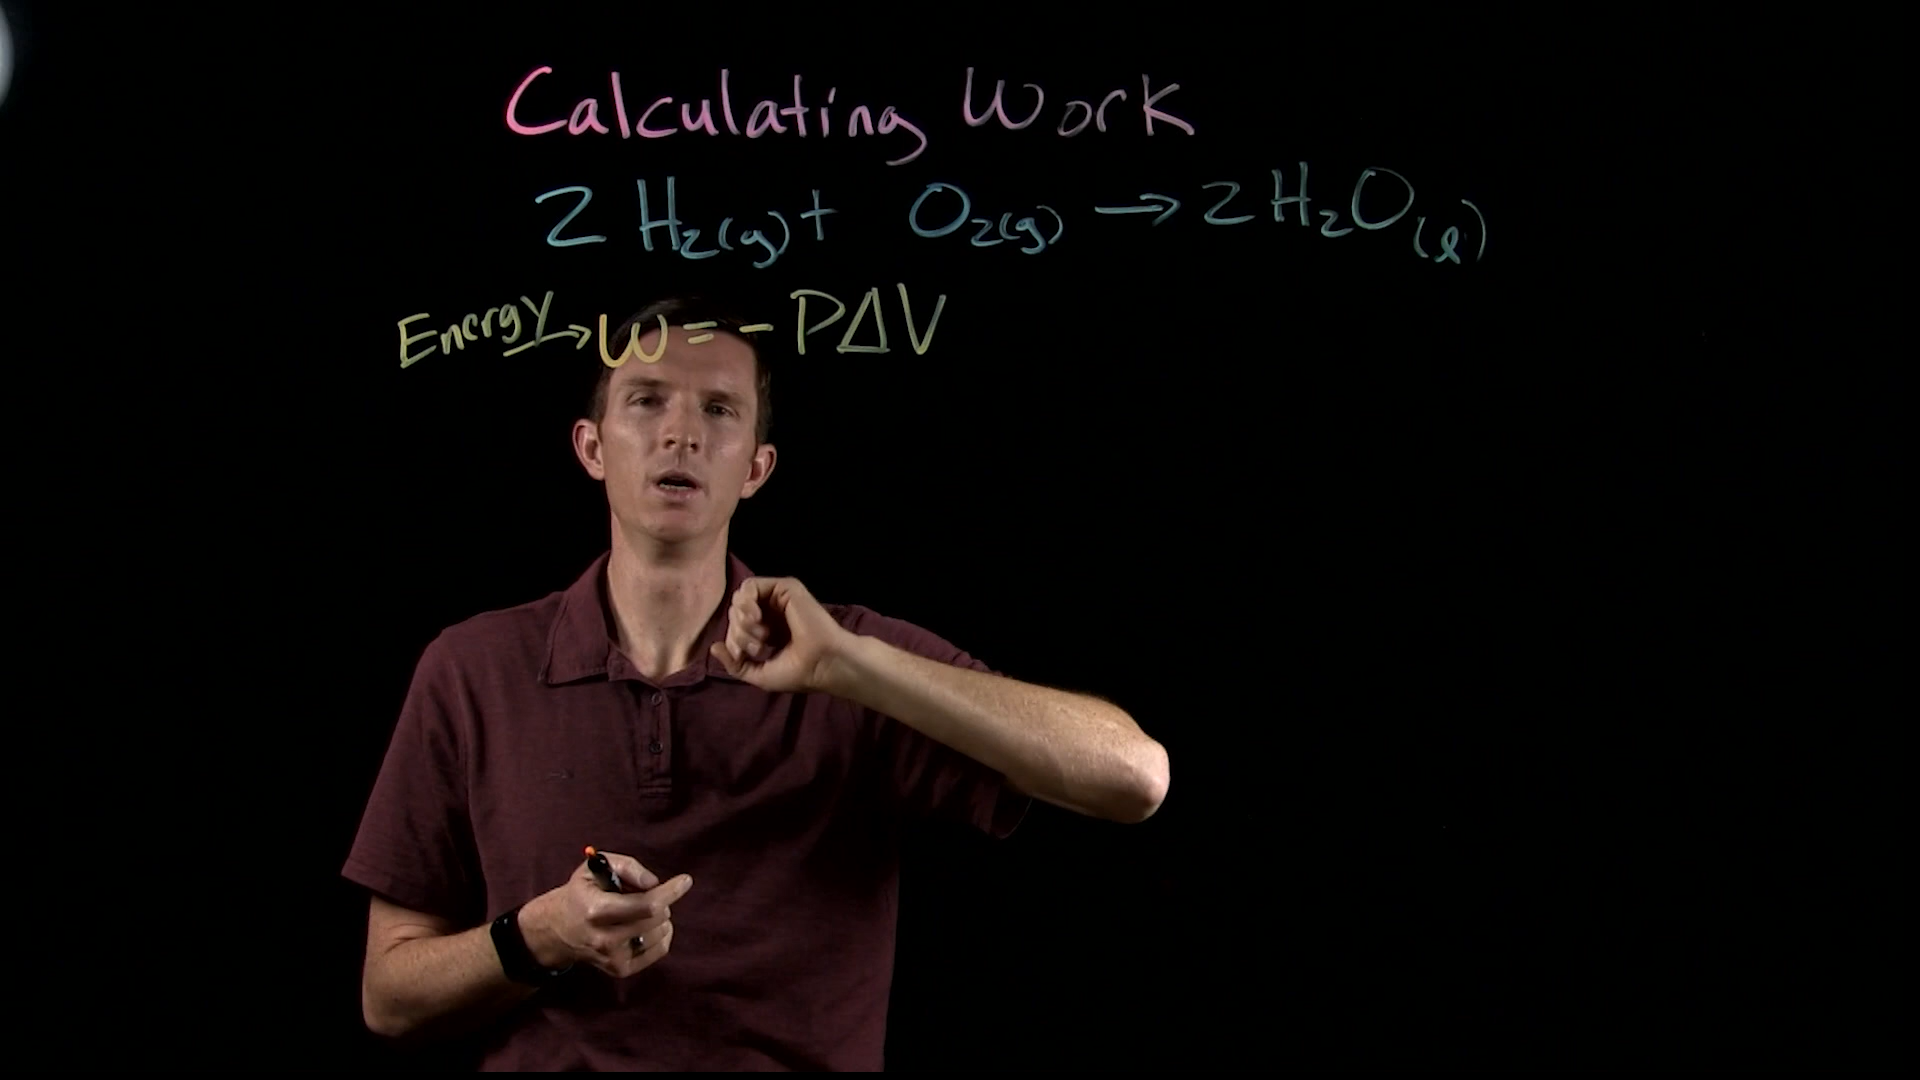 Calculating Work
2 H₂(g) + O₂(g) → 2 H₂O(l)
Energy → w = - PΔV